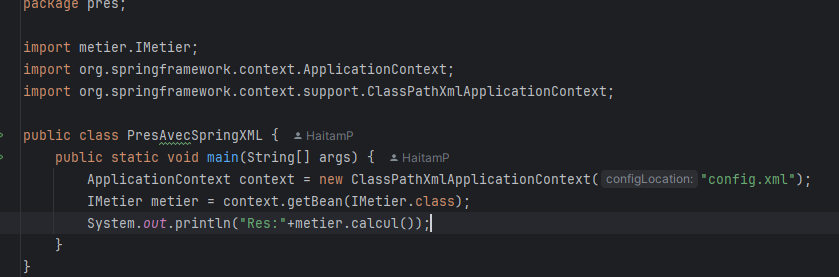 package pres;
import metier.IMetier;
import org.springframework.context.ApplicationContext;
import org.springframework.context.support.ClassPathXmlApplicationContext;
public class PresAvecSpringXML { HaitamP
public static void main(String[] args) { HaitamP
ApplicationContext context = new ClassPathXmlApplicationContext( configLocation: "config.xml");
IMetier metier = context.getBean(IMetier.class);
System.out.println("Res:"+metier.calcul());
}
}